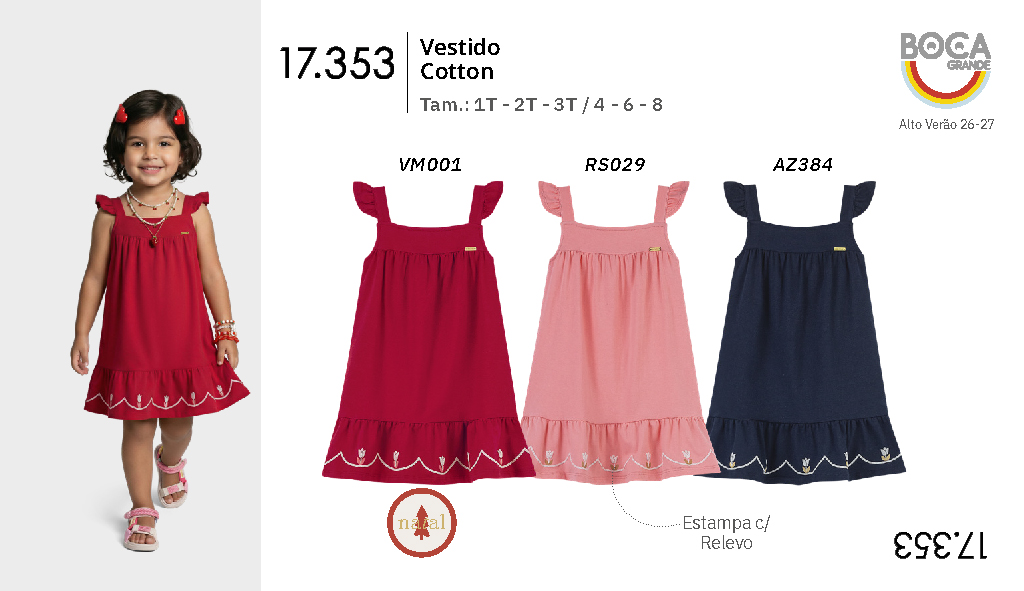 17.353
Vestido
Cotton
Tam.: 1T - 2T - 3T / 4 - 6 - 8
BOCA
GRANDE
Alto Verão 26-27
VM001
RS029
AZ384
natal
Estampa c/
Relevo
17.353